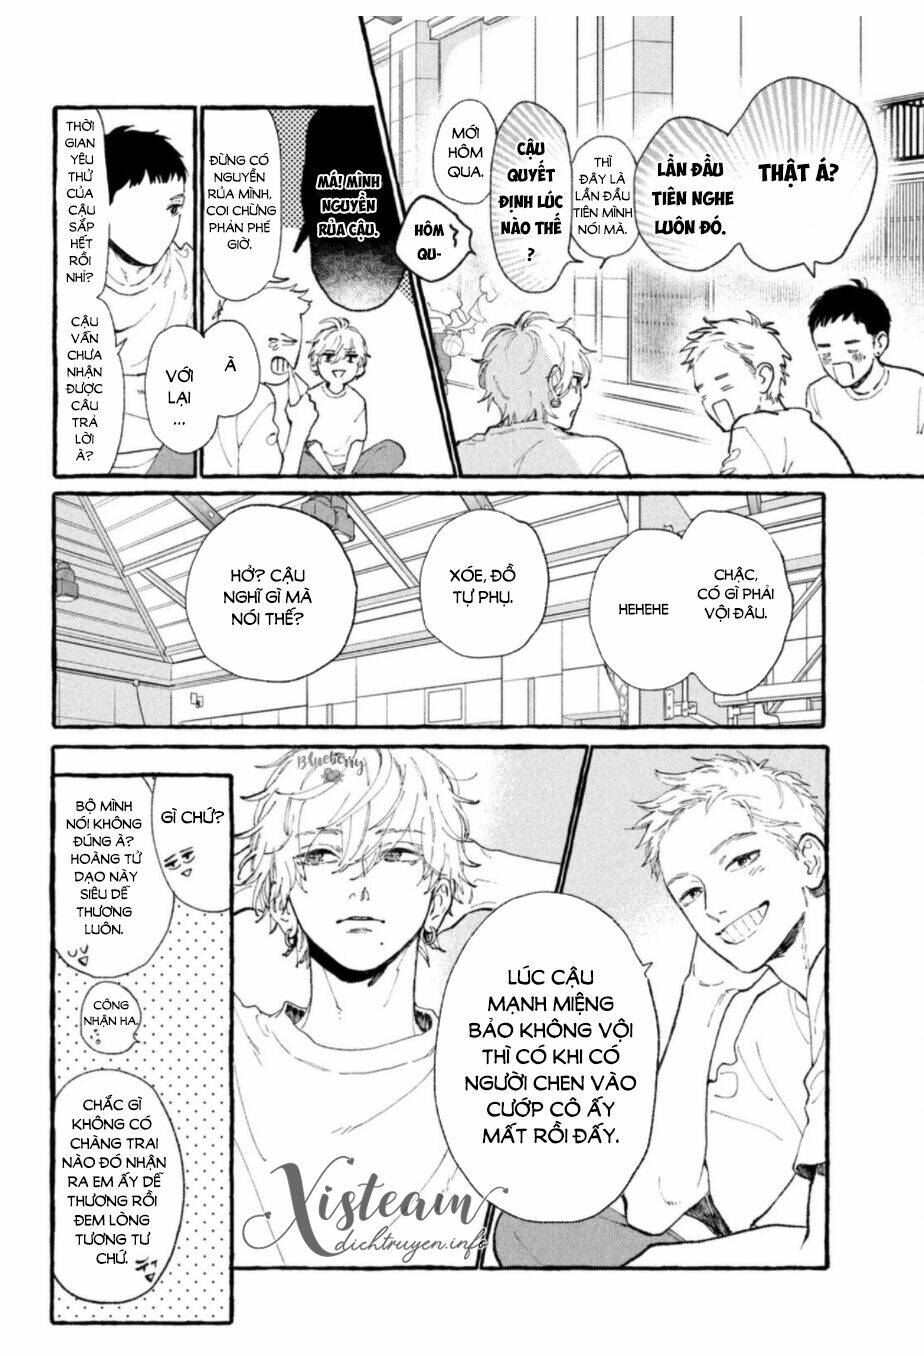 THẬT Á?
LẦN ĐẦU
TIÊN NGHE
LUÔN ĐÓ.
THÌ
ĐÂY LÀ
LẦN ĐẦU
TIÊN MÌNH
NÓI MÀ.
CẬU
QUYẾT
ĐỊNH LÚC
NÀO THẾ
?
MỚI
HÔM
QUA.
HÔM
QU-
MÁ! MÌNH
NGUYỀN
RỦA CẬU.
ĐỪNG CÓ
NGUYỀN
RỦA MÌNH,
COI CHỪNG
PHẢN PHÉ
GIỜ.
À
VỚI
LẠI
...
THỜI
GIAN
YÊU
THỬ
CỦA
CẬU
SẮP
HẾT
RỒI
NHỈ?
CẬU
VẪN
CHƯA
NHẬN
ĐƯỢC
CÂU
TRẢ
LỜI
À?
CHẬC,
CÓ GÌ PHẢI
VỘI ĐÂU.
HEHEHE
XÓE, ĐỒ
TỰ PHỤ.
HỞ? CẬU
NGHĨ GÌ MÀ
NÓI THẾ?
LÚC CẬU
MẠNH MIỆNG
BẢO KHÔNG VỘI
THÌ CÓ KHI CÓ
NGƯỜI CHEN VÀO
CƯỚP CÔ ẤY
MẤT RỒI ĐẤY.
Blueberry
GÌ CHỨ?
BỘ MÌNH
NÓI KHÔNG
ĐÚNG À?
HOÀNG TỬ
DẠO NÀY
SIÊU DỄ
THƯƠNG
LUÔN.
CÔNG
NHẬN HA.
CHẮC GÌ
KHÔNG CÓ
CHÀNG TRAI
NÀO ĐÓ NHẬN
RA EM ẤY DỄ
THƯƠNG RỒI
ĐEM LÒNG
TƯƠNG TƯ
CHỨ.
Xisteam
dichtruyen.info